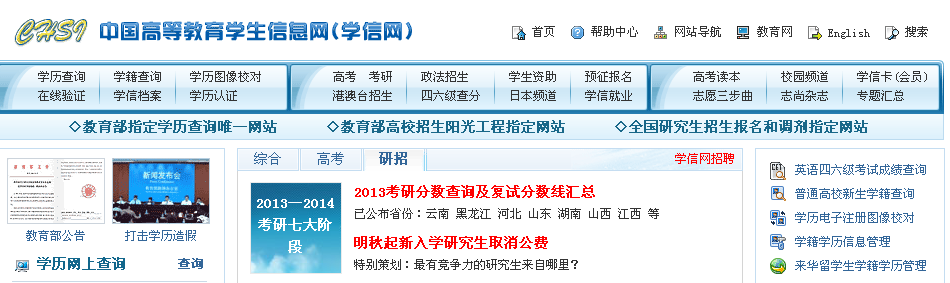 CHSI 中国高等教育学生信息网(学信网)
首页 帮助中心 网站导航 教育网 English 搜索
学历查询 学籍查询 学历图像校对 高考 考研 政法招生 学生资助 预征报名 高考读本 校园频道 学信卡(会员)
在线验证 学信档案 学历认证 港澳台招生 四六级查分 日本频道 学信就业 志愿三步曲 志尚杂志 专题汇总
◇教育部指定学历查询唯一网站 ◇教育部高校招生阳光工程指定网站 ◇全国研究生招生报名和调剂指定网站
新闻发布会
教育部公告 打击学历造假
学历网上查询 查询
综合 高考 研招 学信网招聘
2013—2014
考研七大阶
段
2013考研分数查询及复试分数线汇总
已公布省份：云南 黑龙江 河北 山东 湖南 山西 江西 等
明秋起新入学研究生取消公费
特别策划：最有竞争力的研究生来自哪里？
英语四六级考试成绩查询
普通高校新生学籍查询
学历电子注册图像校对
学籍学历信息管理
来华留学生学籍学历管理